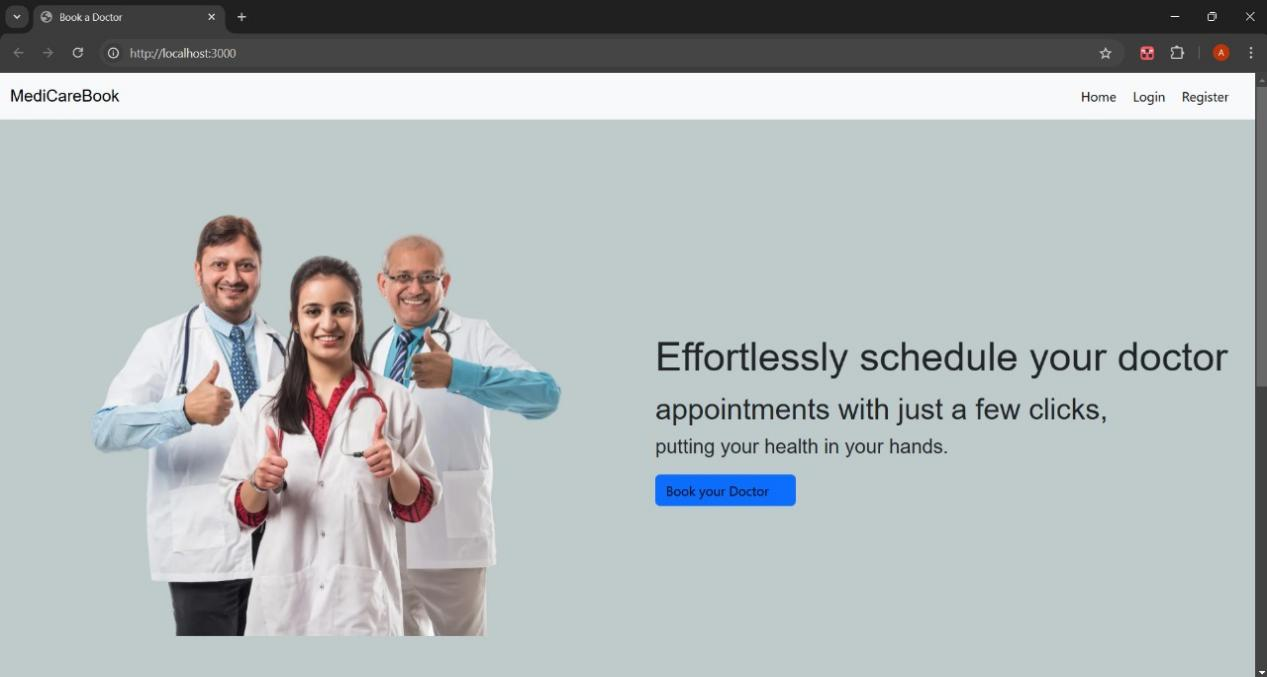 Book a Doctor
http://localhost:3000
A
MediCareBook
Home Login Register
Effortlessly schedule your doctor
appointments with just a few clicks,
putting your health in your hands.
Book your Doctor